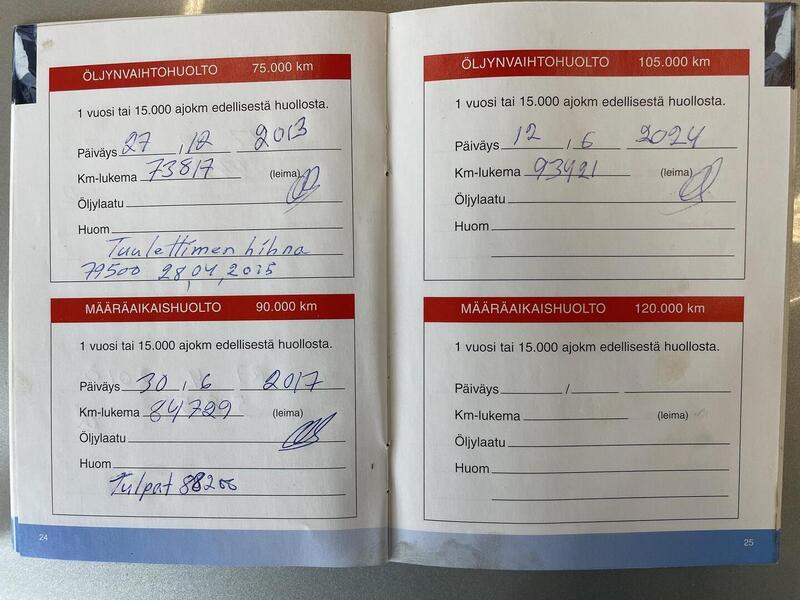 ÖLJYNVAIHTOHUOLTO 75.000 km
1 vuosi tai 15.000 ajokm edellisestä huollosta.
Päiväys 27 / 12 2013
Km-lukema 73817 (leima)
Öljylaatu
Huom
Tuulettimen hihna
79500 28,04,2015
MÄÄRÄAIKAISHUOLTO 90.000 km
1 vuosi tai 15.000 ajokm edellisestä huollosta.
Päiväys 30 / 6 2017
Km-lukema 84729 (leima)
Öljylaatu
Huom
Tulpat 88200
24
ÖLJYNVAIHTOHUOLTO 105.000 km
1 vuosi tai 15.000 ajokm edellisestä huollosta.
Päiväys 12 / 6 2024
Km-lukema 93421 (leima)
Öljylaatu
Huom
MÄÄRÄAIKAISHUOLTO 120.000 km
1 vuosi tai 15.000 ajokm edellisestä huollosta.
Päiväys /
Km-lukema (leima)
Öljylaatu
Huom
25